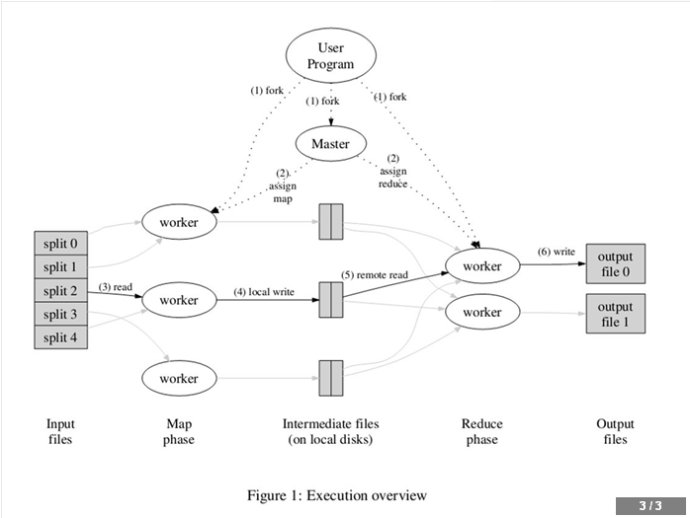 User
Program
(1) fork
(1) fork
(1) fork
Master
(2)
assign
map
(2)
assign
reduce
worker
split 0
split 1
split 2
split 3
split 4
(3) read
worker
(4) local write
(5) remote read
worker
(6) write
output
file 0
worker
output
file 1
worker
Input
files
Map
phase
Intermediate files
(on local disks)
Reduce
phase
Output
files
Figure 1: Execution overview
3 / 3